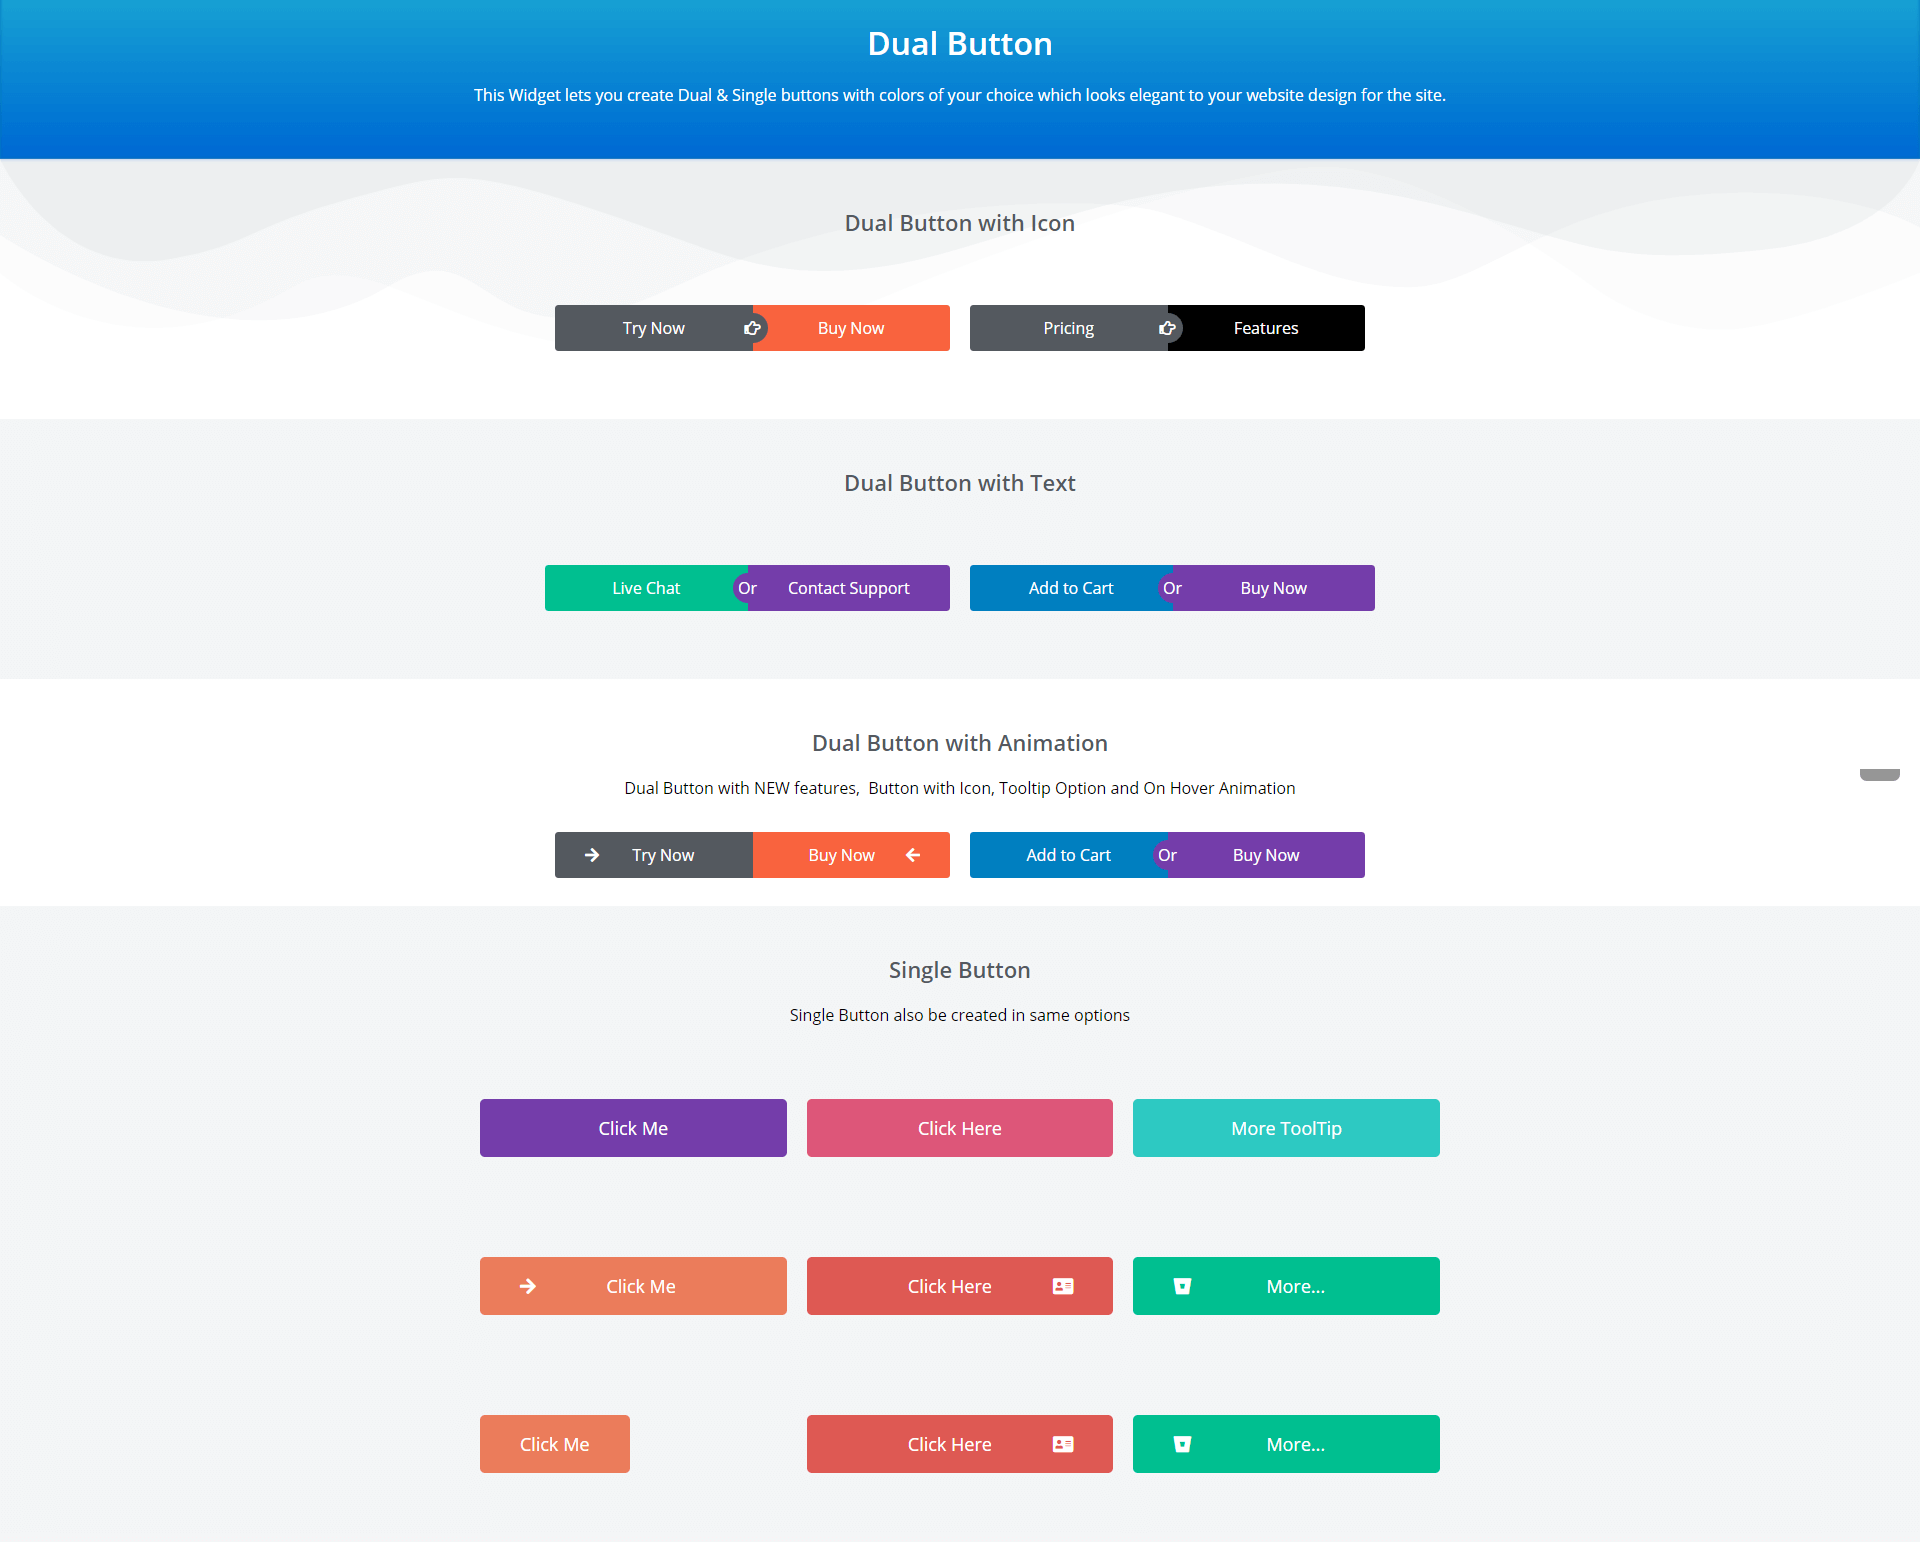 Dual Button
This Widget lets you create Dual & Single buttons with colors of your choice which looks elegant to your website design for the site.
Dual Button with Icon
Try Now Buy Now Pricing Features
Dual Button with Text
Live Chat Or Contact Support Add to Cart Or Buy Now
Dual Button with Animation
Dual Button with NEW features,  Button with Icon, Tooltip Option and On Hover Animation
Try Now Buy Now Add to Cart Or Buy Now
Single Button
Single Button also be created in same options
Click Me Click Here More ToolTip
Click Me Click Here More...
Click Me Click Here More...